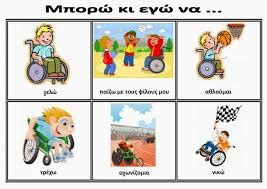 Μπορώ κι εγώ να ...
γελώ
παίζω με τους φίλους μου
αθλούμαι
τρέχω
αγωνίζομαι
νικώ